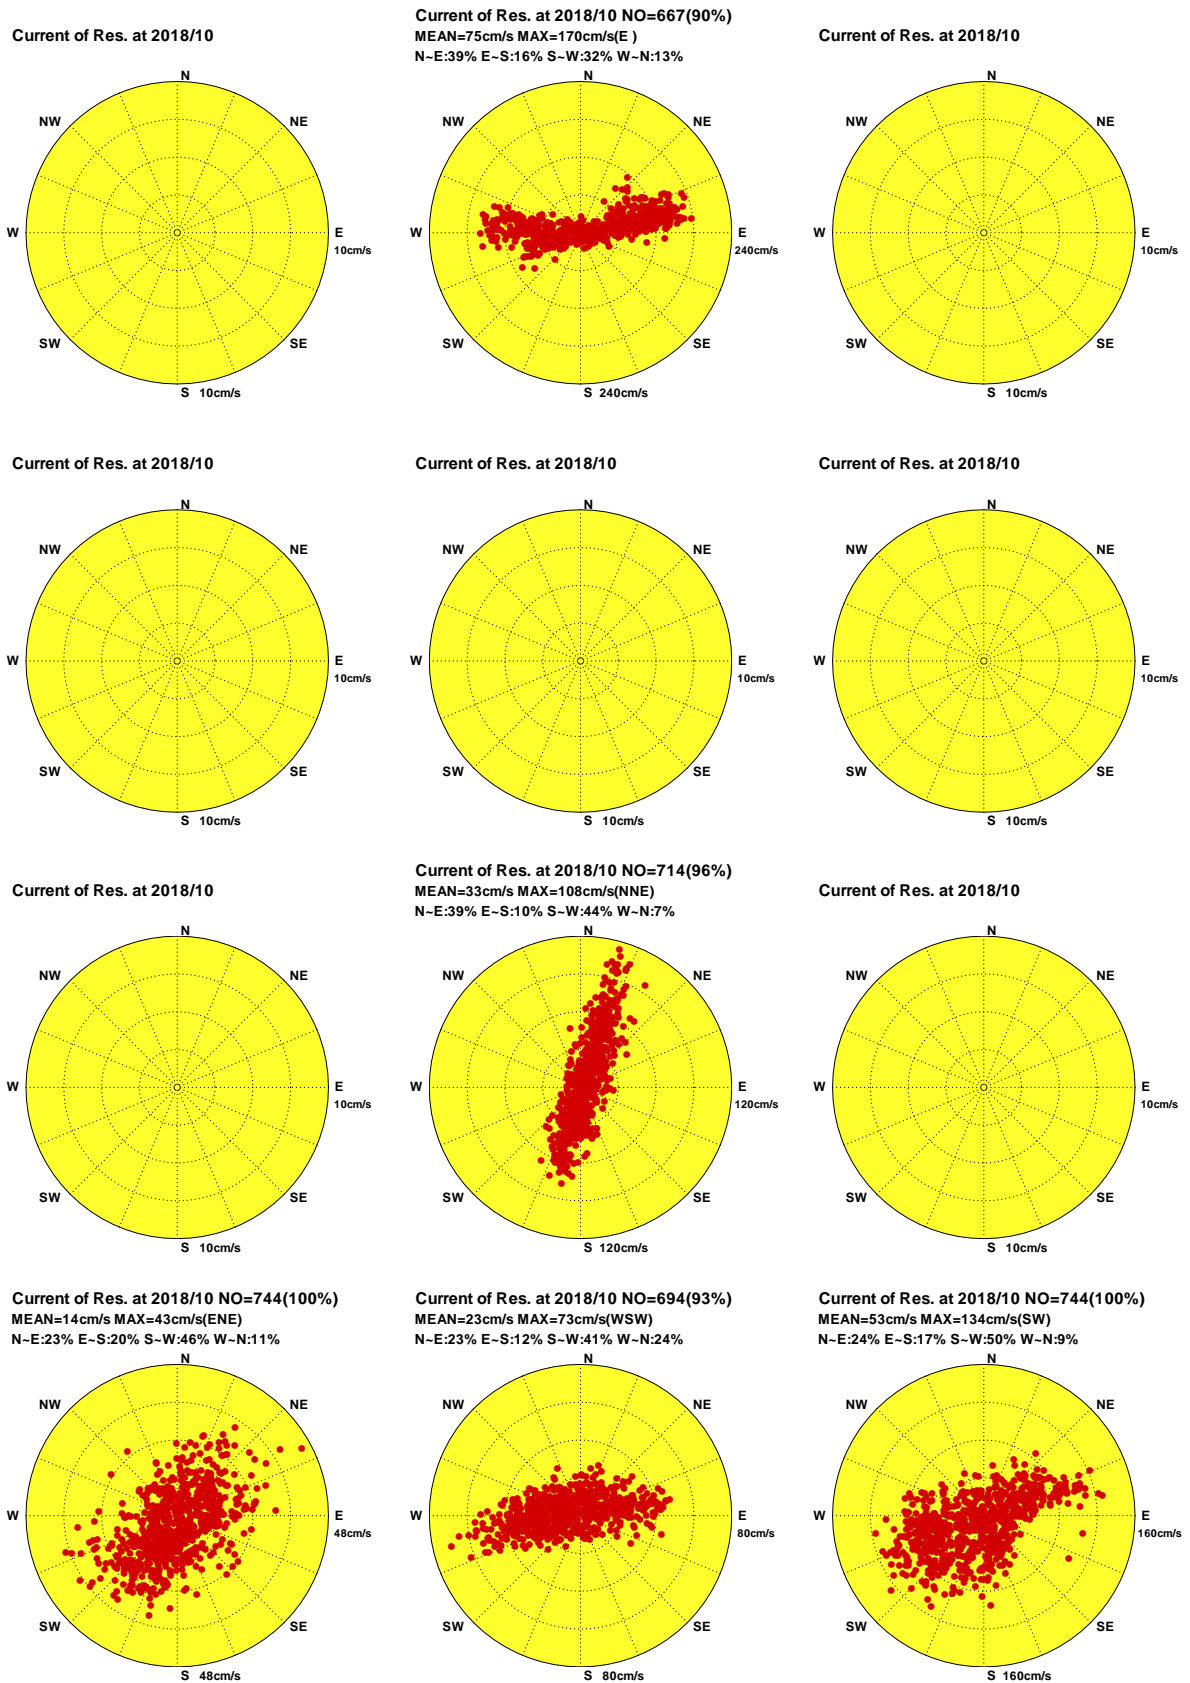 Current of Res. at 2018/10
N
NW
NE
W
E
10cm/s
SW
SE
S 10cm/s
Current of Res. at 2018/10 NO=667(90%)
MEAN=75cm/s MAX=170cm/s(E )
N~E:39% E~S:16% S~W:32% W~N:13%
N
NW
NE
W
E
240cm/s
SW
SE
S 240cm/s
Current of Res. at 2018/10
N
NW
NE
W
E
10cm/s
SW
SE
S 10cm/s
Current of Res. at 2018/10
N
NW
NE
W
E
10cm/s
SW
SE
S 10cm/s
Current of Res. at 2018/10
N
NW
NE
W
E
10cm/s
SW
SE
S 10cm/s
Current of Res. at 2018/10
N
NW
NE
W
E
10cm/s
SW
SE
S 10cm/s
Current of Res. at 2018/10
N
NW
NE
W
E
10cm/s
SW
SE
S 10cm/s
Current of Res. at 2018/10 NO=714(96%)
MEAN=33cm/s MAX=108cm/s(NNE)
N~E:39% E~S:10% S~W:44% W~N:7%
N
NW
NE
W
E
120cm/s
SW
SE
S 120cm/s
Current of Res. at 2018/10
N
NW
NE
W
E
10cm/s
SW
SE
S 10cm/s
Current of Res. at 2018/10 NO=744(100%)
MEAN=14cm/s MAX=43cm/s(ENE)
N~E:23% E~S:20% S~W:46% W~N:11%
N
NW
NE
W
E
48cm/s
SW
SE
S 48cm/s
Current of Res. at 2018/10 NO=694(93%)
MEAN=23cm/s MAX=73cm/s(WSW)
N~E:23% E~S:12% S~W:41% W~N:24%
N
NW
NE
W
E
80cm/s
SW
SE
S 80cm/s
Current of Res. at 2018/10 NO=744(100%)
MEAN=53cm/s MAX=134cm/s(SW)
N~E:24% E~S:17% S~W:50% W~N:9%
N
NW
NE
W
E
160cm/s
SW
SE
S 160cm/s